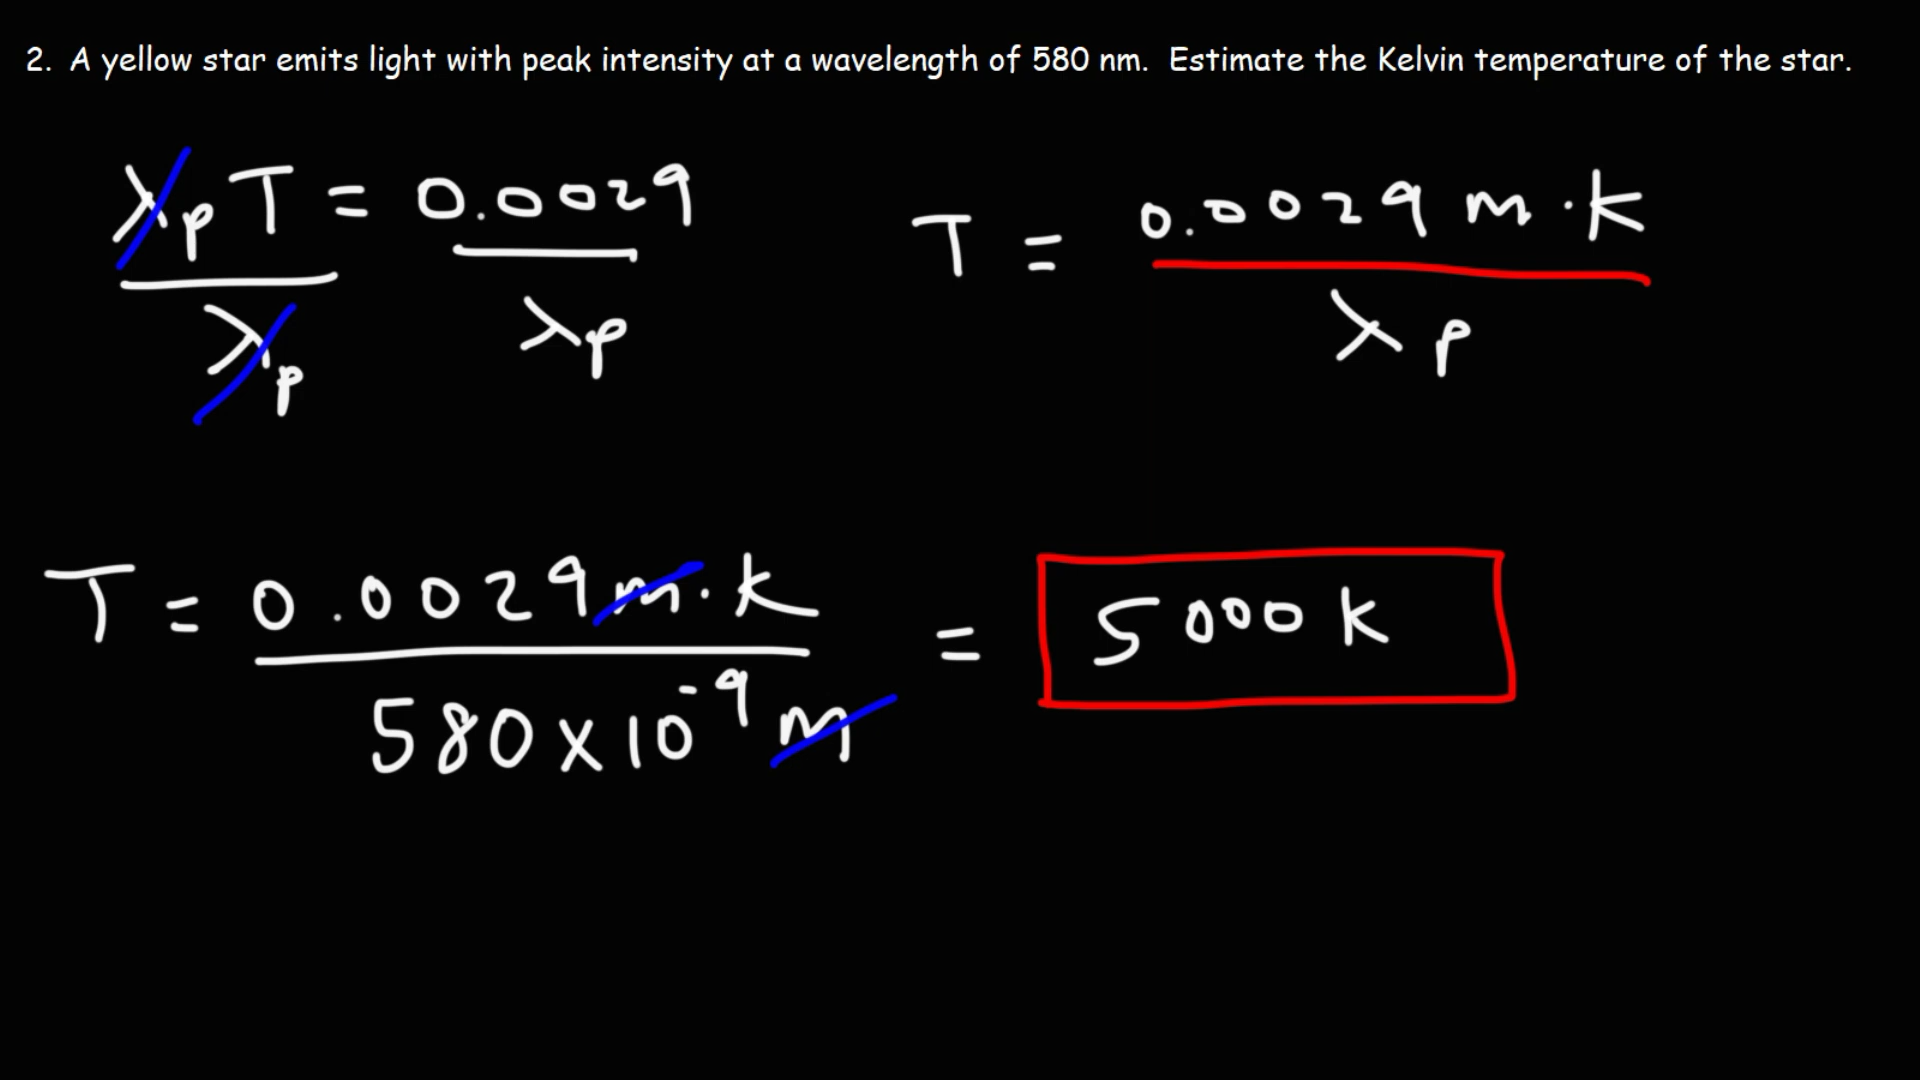 2. A yellow star emits light with peak intensity at a wavelength of 580 nm. Estimate the Kelvin temperature of the star.
λₚT = 0.0029
λₚ λₚ
T = 0.0029 m·K
λₚ
T = 0.0029 m·K = 5000 K
580 x 10⁻⁹ m